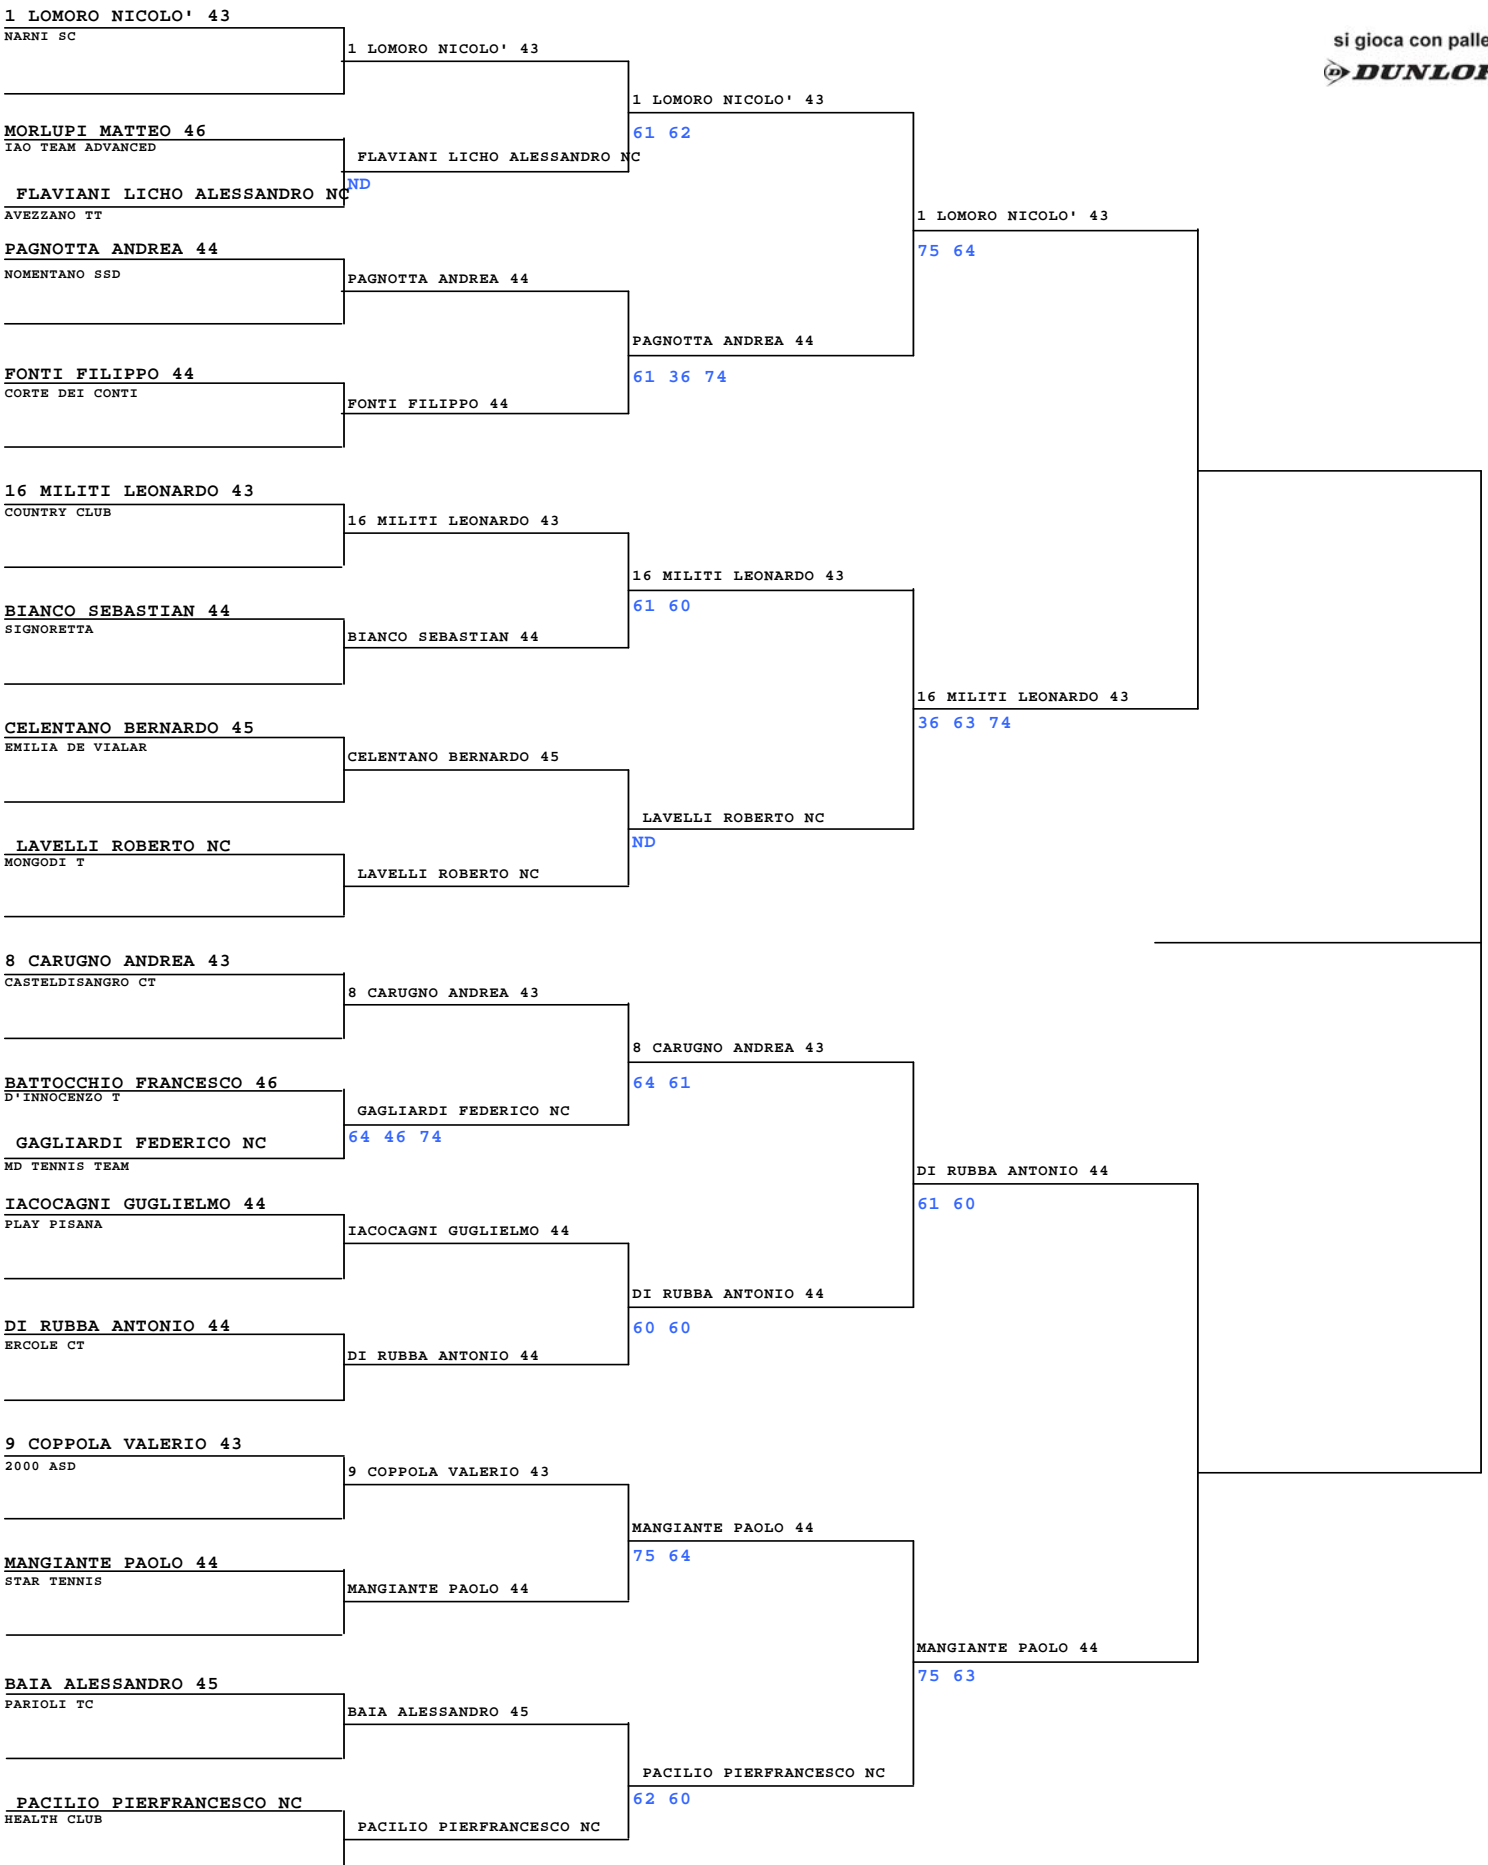 1 LOMORO NICOLO' 43
NARNI SC
MORLUPI MATTEO 46
IAO TEAM ADVANCED
FLAVIANI LICHO ALESSANDRO NC
AVEZZANO TT
PAGNOTTA ANDREA 44
NOMENTANO SSD
FONTI FILIPPO 44
CORTE DEI CONTI
16 MILITI LEONARDO 43
COUNTRY CLUB
BIANCO SEBASTIAN 44
SIGNORETTA
CELENTANO BERNARDO 45
EMILIA DE VIALAR
LAVELLI ROBERTO NC
MONGODI T
8 CARUGNO ANDREA 43
CASTELDISANGRO CT
BATTOCCHIO FRANCESCO 46
D'INNOCENZO T
GAGLIARDI FEDERICO NC
MD TENNIS TEAM
IACOCAGNI GUGLIELMO 44
PLAY PISANA
DI RUBBA ANTONIO 44
ERCOLE CT
9 COPPOLA VALERIO 43
2000 ASD
MANGIANTE PAOLO 44
STAR TENNIS
BAIA ALESSANDRO 45
PARIOLI TC
PACILIO PIERFRANCESCO NC
HEALTH CLUB
1 LOMORO NICOLO' 43
FLAVIANI LICHO ALESSANDRO NC
ND
PAGNOTTA ANDREA 44
FONTI FILIPPO 44
16 MILITI LEONARDO 43
BIANCO SEBASTIAN 44
CELENTANO BERNARDO 45
LAVELLI ROBERTO NC
8 CARUGNO ANDREA 43
GAGLIARDI FEDERICO NC
64 46 74
IACOCAGNI GUGLIELMO 44
DI RUBBA ANTONIO 44
9 COPPOLA VALERIO 43
MANGIANTE PAOLO 44
BAIA ALESSANDRO 45
PACILIO PIERFRANCESCO NC
1 LOMORO NICOLO' 43
61 62
PAGNOTTA ANDREA 44
61 36 74
16 MILITI LEONARDO 43
61 60
LAVELLI ROBERTO NC
ND
8 CARUGNO ANDREA 43
64 61
DI RUBBA ANTONIO 44
60 60
MANGIANTE PAOLO 44
75 64
PACILIO PIERFRANCESCO NC
62 60
1 LOMORO NICOLO' 43
75 64
16 MILITI LEONARDO 43
36 63 74
DI RUBBA ANTONIO 44
61 60
MANGIANTE PAOLO 44
75 63
si gioca con palle
DUNLOP